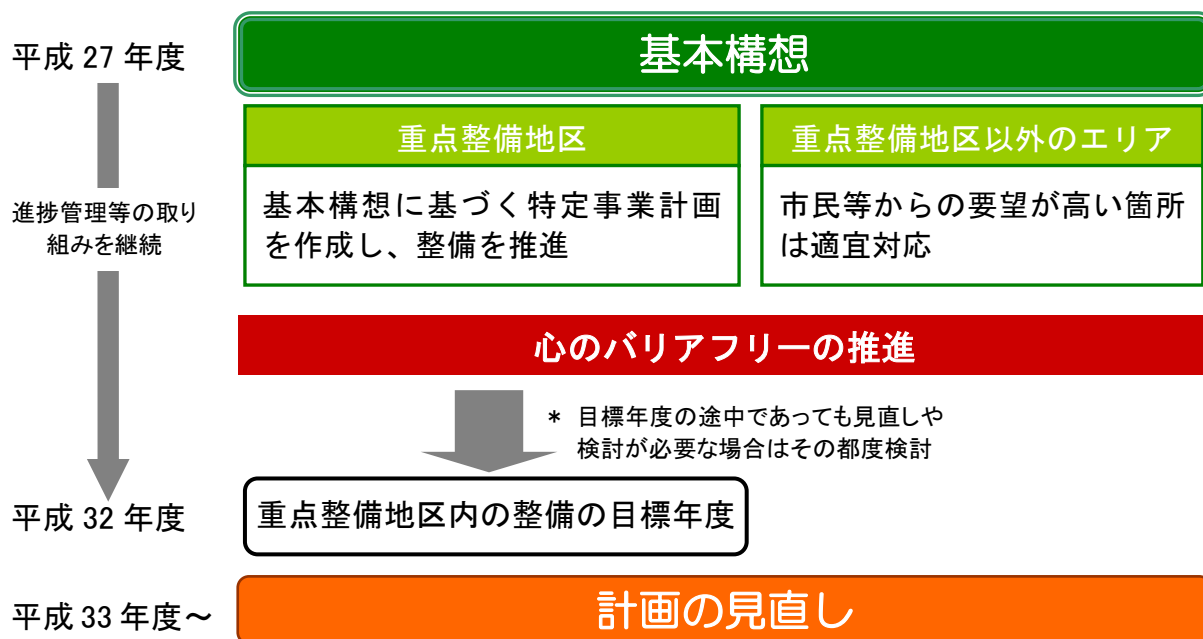 平成 27 年度
基本構想
重点整備地区
重点整備地区以外のエリア
基本構想に基づく特定事業計画
を作成し、整備を推進
市民等からの要望が高い箇所
は適宜対応
進捗管理等の取り
組みを継続
心のバリアフリーの推進
* 目標年度の途中であっても見直しや
検討が必要な場合はその都度検討
平成 32 年度
重点整備地区内の整備の目標年度
平成 33 年度～
計画の見直し